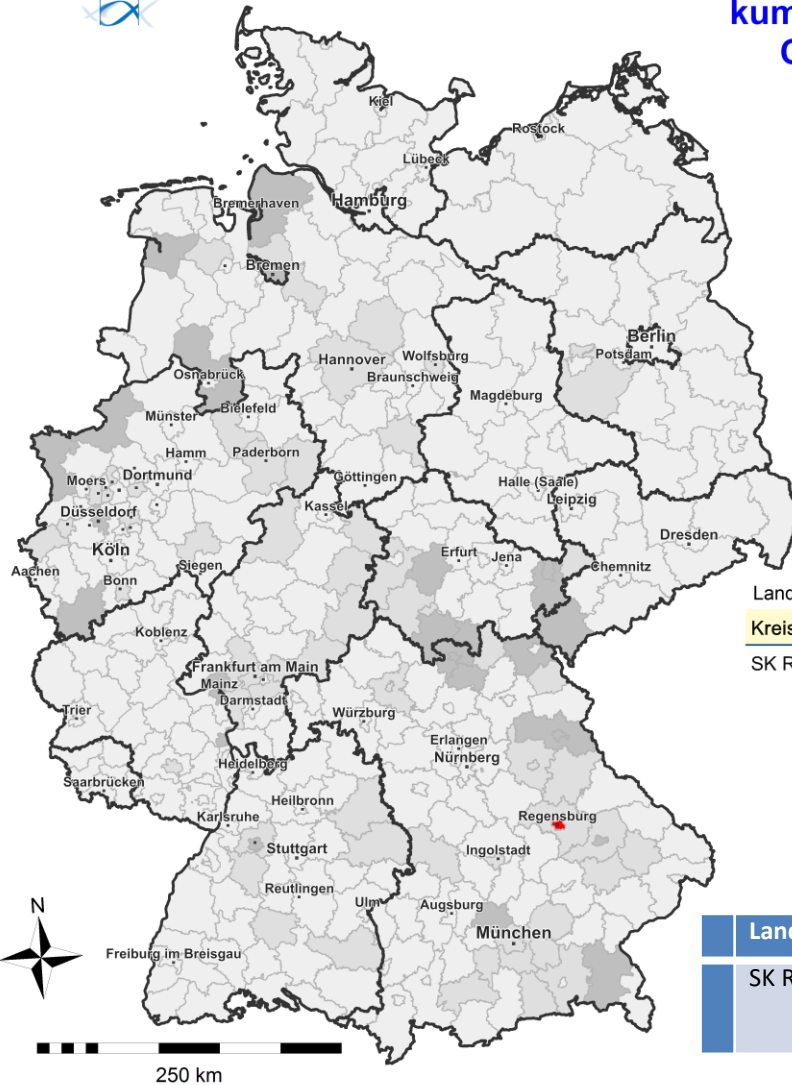 kum
Kiel
Rostock
Lübeck
Bremerhaven
Hamburg
Bremen
Berlin
Potsdam
Hannover
Wolfsburg
Braunschweig
Osnabrück
Magdeburg
Münster
Bielefeld
Hamm
Paderborn
Moers
Dortmund
Göttingen
Halle (Saale)
Leipzig
Düsseldorf
Kassel
Köln
Erfurt
Jena
Dresden
Aachen
Bonn
Siegen
Chemnitz
Land
Kreis
SK R
Koblenz
Frankfurt am Main
Mainz
Darmstadt
Trier
Würzburg
Erlangen
Nürnberg
Heidelberg
Saarbrücken
Heilbronn
Karlsruhe
Regensburg
Stuttgart
Ingolstadt
Reutlingen
Ulm
Augsburg
München
N
Freiburg im Breisgau
Land
SK R
250 km